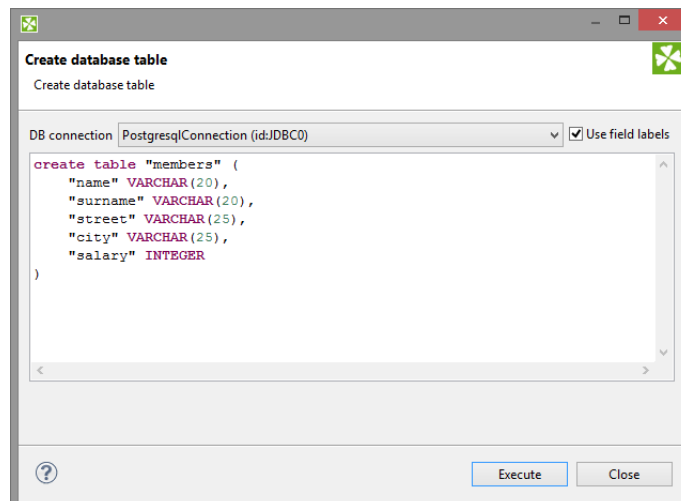 Create database table
Create database table
DB connection PostgresqlConnection (id:JDBC0) Use field labels
create table "members" (
    "name" VARCHAR(20),
    "surname" VARCHAR(20),
    "street" VARCHAR(25),
    "city" VARCHAR(25),
    "salary" INTEGER
)
? Execute Close